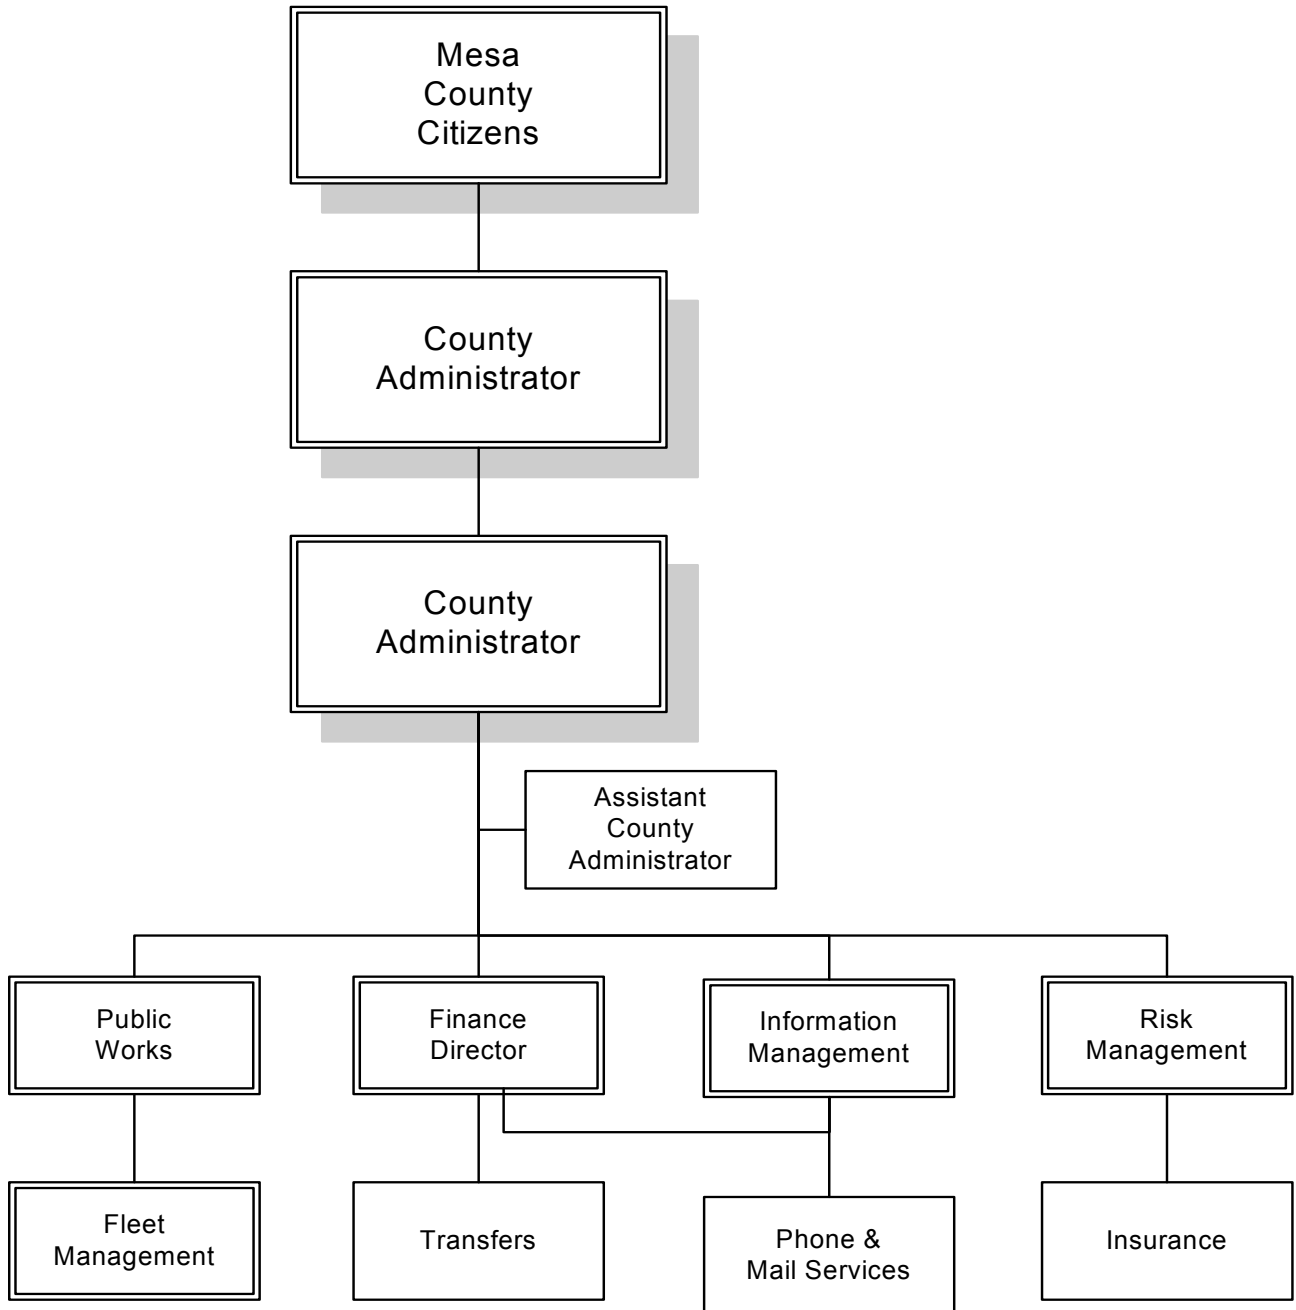 Mesa
County
Citizens
County
Administrator
County
Administrator
Assistant
County
Administrator
Public
Works
Finance
Director
Information
Management
Risk
Management
Fleet
Management
Transfers
Phone &
Mail Services
Insurance